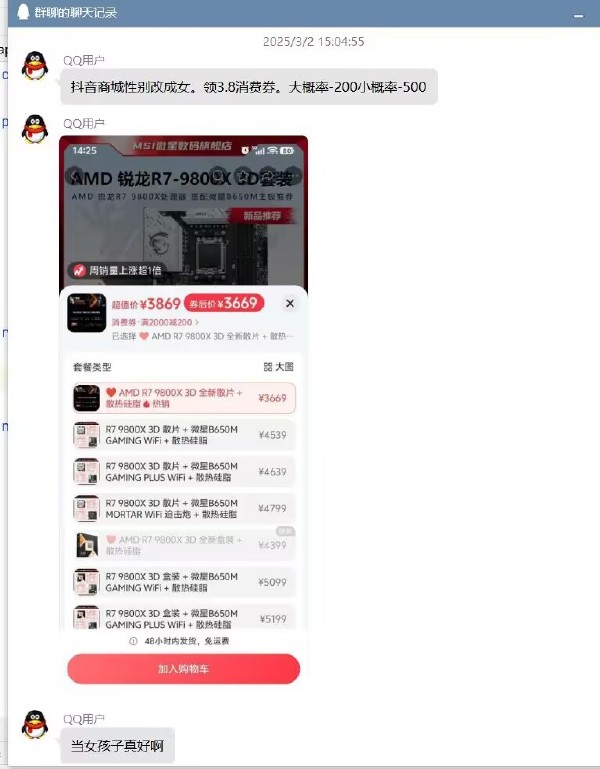 群聊的聊天记录
2025/3/2 15:04:55
QQ用户
抖音商城性别改成女。领3.8消费券。大概率-200小概率-500
QQ用户
MSI微星数码旗舰店
14:25
80
AMD 锐龙R7-9800X 3D套装
AMD 锐龙R7-9800X处理器 搭配微星B650M主板推荐
新品推荐
周销量上涨超1倍
超值价¥3869 券后价¥3669
消费券·满2000减200 >
已选择 ❤ AMD R7 9800X 3D 全新散片 + 散热…
套餐类型
大图
❤ AMD R7 9800X 3D 全新散片 +
散热硅脂🔥热销
¥3669
R7 9800X 3D 散片 + 微星B650M
GAMING WiFi + 散热硅脂
¥4539
R7 9800X 3D 散片 + 微星B650M
GAMING PLUS WiFi + 散热硅脂
¥4639
R7 9800X 3D 散片 + 微星B650M
MORTAR WiFi 迫击炮 + 散热硅脂
¥4799
❤ AMD R7 9800X 3D 全新盒装 +
散热硅脂
¥4399
R7 9800X 3D 盒装 + 微星B650M
GAMING WiFi + 散热硅脂
¥5099
R7 9800X 3D 盒装 + 微星B650M
GAMING PLUS WiFi + 散热硅脂
¥5199
48小时内发货，免运费
加入购物车
QQ用户
当女孩子真好啊